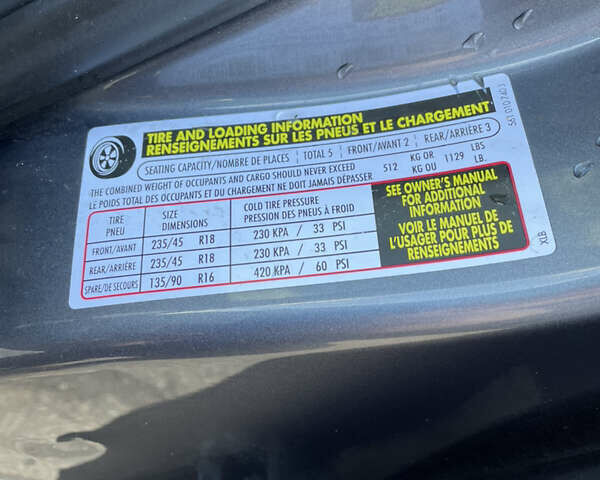 TIRE AND LOADING INFORMATION
RENSEIGNEMENTS SUR LES PNEUS ET LE CHARGEMENT
SEATING CAPACITY/NOMBRE DE PLACES TOTAL 5 FRONT/AVANT 2 REAR/ARRIÈRE 3
THE COMBINED WEIGHT OF OCCUPANTS AND CARGO SHOULD NEVER EXCEED 512 KG OR 1129 LBS
LE POIDS TOTAL DES OCCUPANTS ET DU CHARGEMENT NE DOIT JAMAIS DÉPASSER KG OU LB.
TIRE SIZE COLD TIRE PRESSURE
PNEU DIMENSIONS PRESSION DES PNEUS À FROID
FRONT/AVANT 235/45 R18 230 KPA / 33 PSI
REAR/ARRIÈRE 235/45 R18 230 KPA / 33 PSI
SPARE/DE SECOURS T35/90 R16 420 KPA / 60 PSI
SEE OWNER'S MANUAL
FOR ADDITIONAL
INFORMATION
VOIR LE MANUEL DE
L'USAGER POUR PLUS DE
RENSEIGNEMENTS
XLB